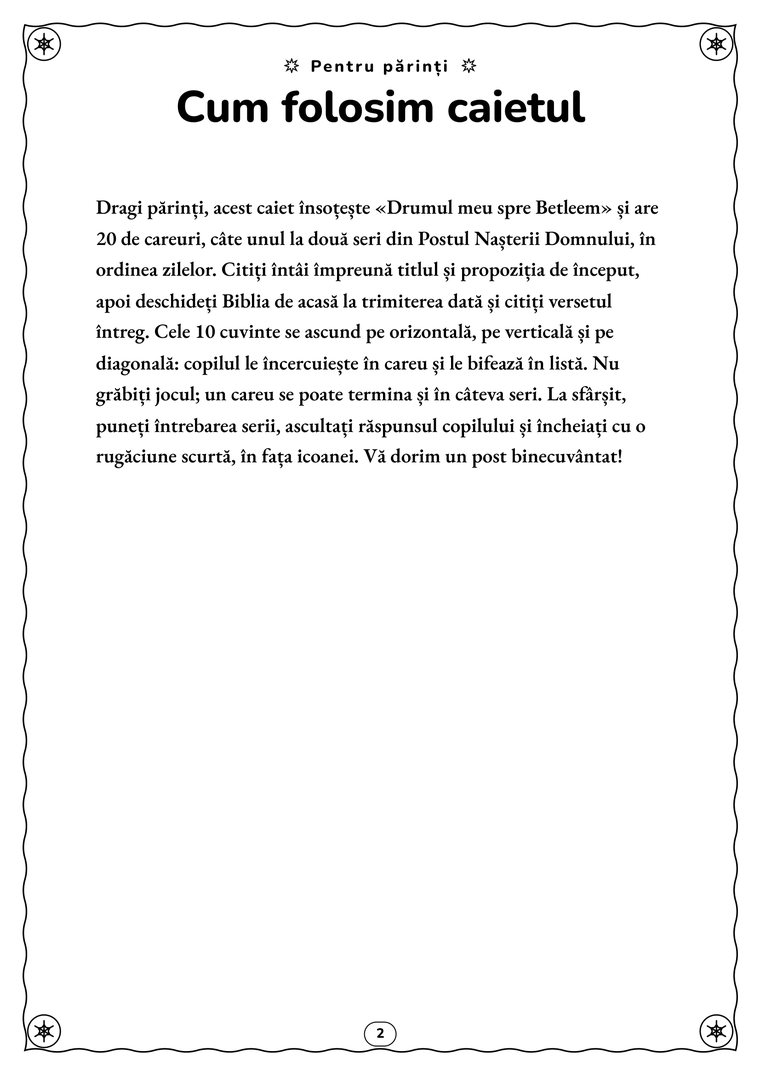 Pentru părinți
Cum folosim caietul
Dragi părinți, acest caiet însoțește «Drumul meu spre Betleem» și are
20 de careuri, câte unul la două seri din Postul Nașterii Domnului, în
ordinea zilelor. Citiți întâi împreună titlul și propoziția de început,
apoi deschideți Biblia de acasă la trimiterea dată și citiți versetul
întreg. Cele 10 cuvinte se ascund pe orizontală, pe verticală și pe
diagonală: copilul le încercuiește în careu și le bifează în listă. Nu
grăbiți jocul; un careu se poate termina și în câteva seri. La sfârșit,
puneți întrebarea serii, ascultați răspunsul copilului și încheiați cu o
rugăciune scurtă, în fața icoanei. Vă dorim un post binecuvântat!
2